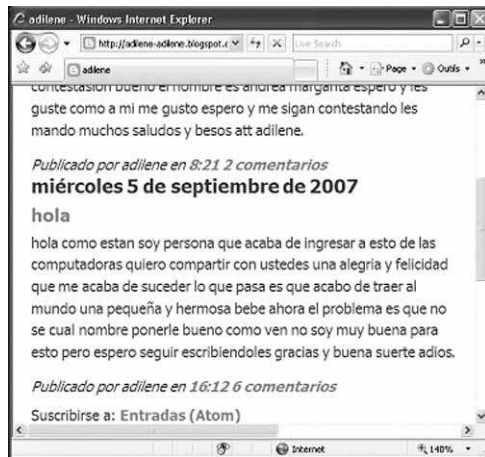 adilene - Windows Internet Explorer
http://adilene-adilene.blogspot.c
Live Search
adilene
Page
Outils
contestasion bueno el nombre es andrea margarita espero y les
guste como a mi me gusto espero y me sigan contestando les
mando muchos saludos y besos att adilene.
Publicado por adilene en 8:21 2 comentarios
miércoles 5 de septiembre de 2007
hola
hola como estan soy persona que acaba de ingresar a esto de las
computadoras quiero compartir con ustedes una alegria y felicidad
que me acaba de suceder lo que pasa es que acabo de traer al
mundo una pequeña y hermosa bebe ahora el problema es que no
se cual nombre ponerle bueno como ven no soy muy buena para
esto pero espero seguir escribiendoles gracias y buena suerte adios.
Publicado por adilene en 16:12 6 comentarios
Suscribirse a: Entradas (Atom)
Internet
140%